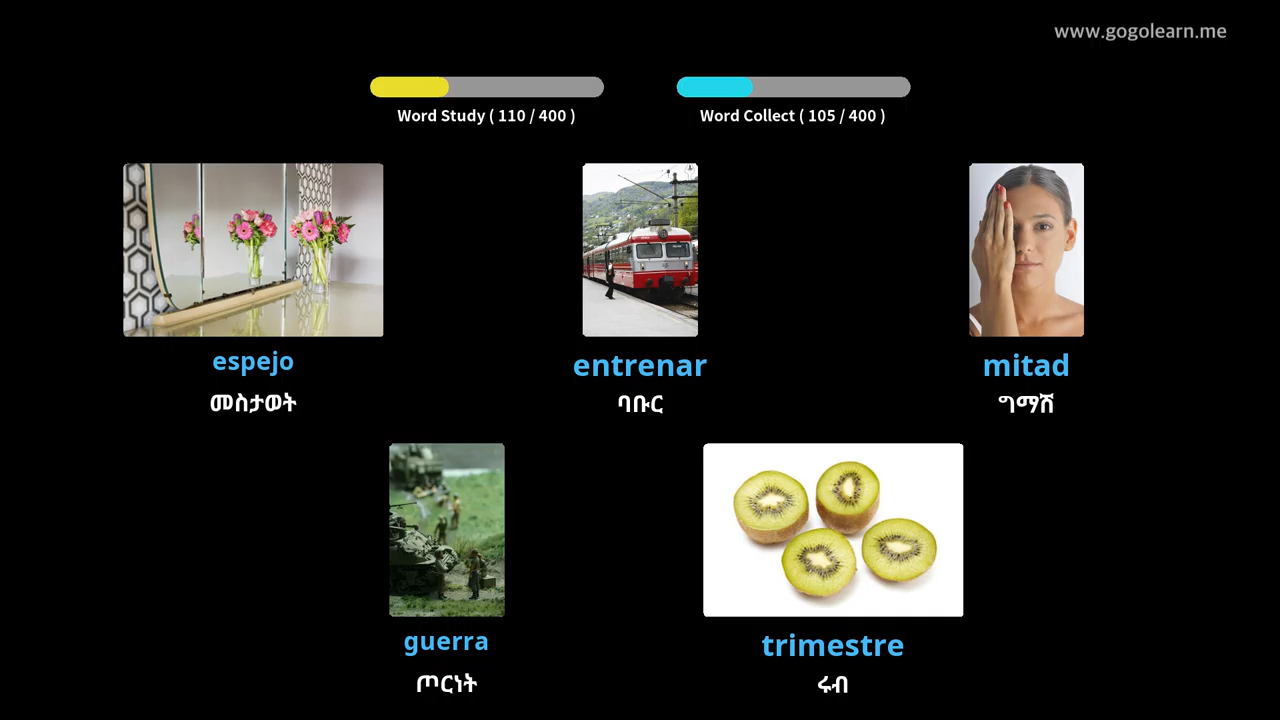 www.gogolearn.me
Word Study ( 110 / 400 )
Word Collect ( 105 / 400 )
espejo
መስታወት
entrenar
ባቡር
mitad
ግማሽ
guerra
ጦርነት
trimestre
ሩብ